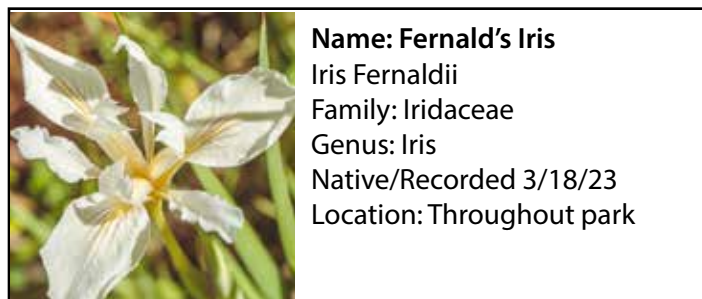 Name: Fernald's Iris
Iris Fernaldii
Family: Iridaceae
Genus: Iris
Native/Recorded 3/18/23
Location: Throughout park